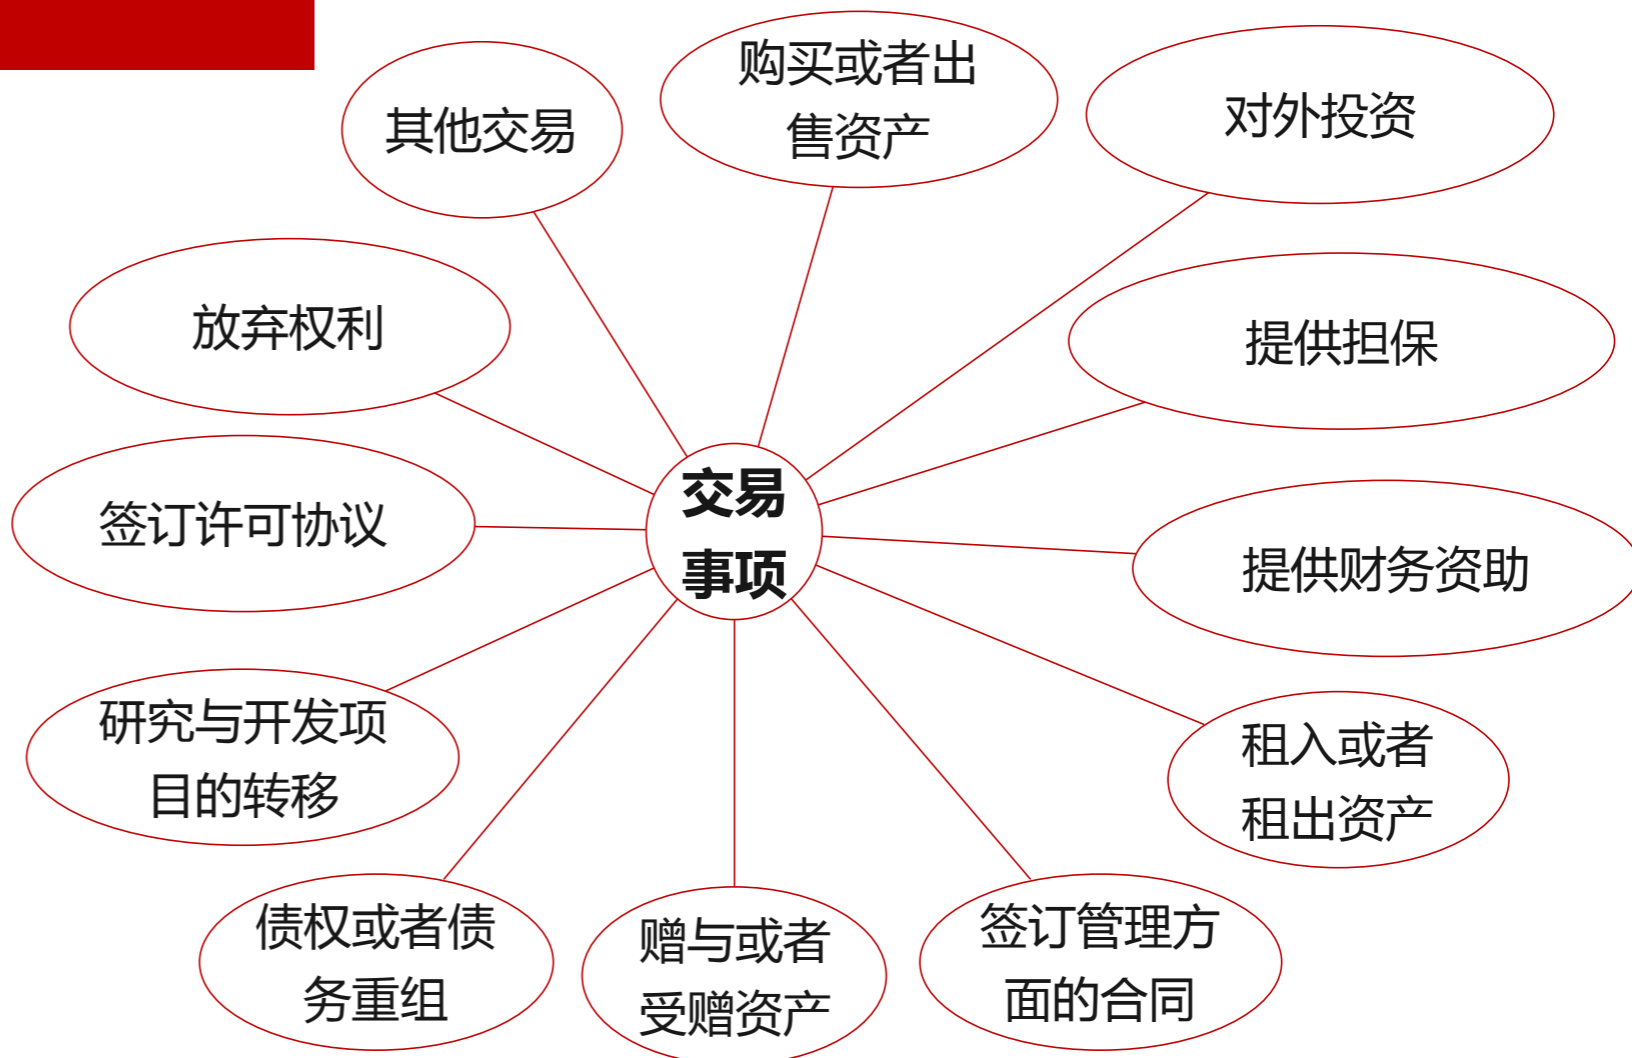 其他交易
购买或者出
售资产
对外投资
放弃权利
提供担保
交易
事项
签订许可协议
提供财务资助
研究与开发项
目的转移
租入或者
租出资产
债权或者债
务重组
赠与或者
受赠资产
签订管理方
面的合同